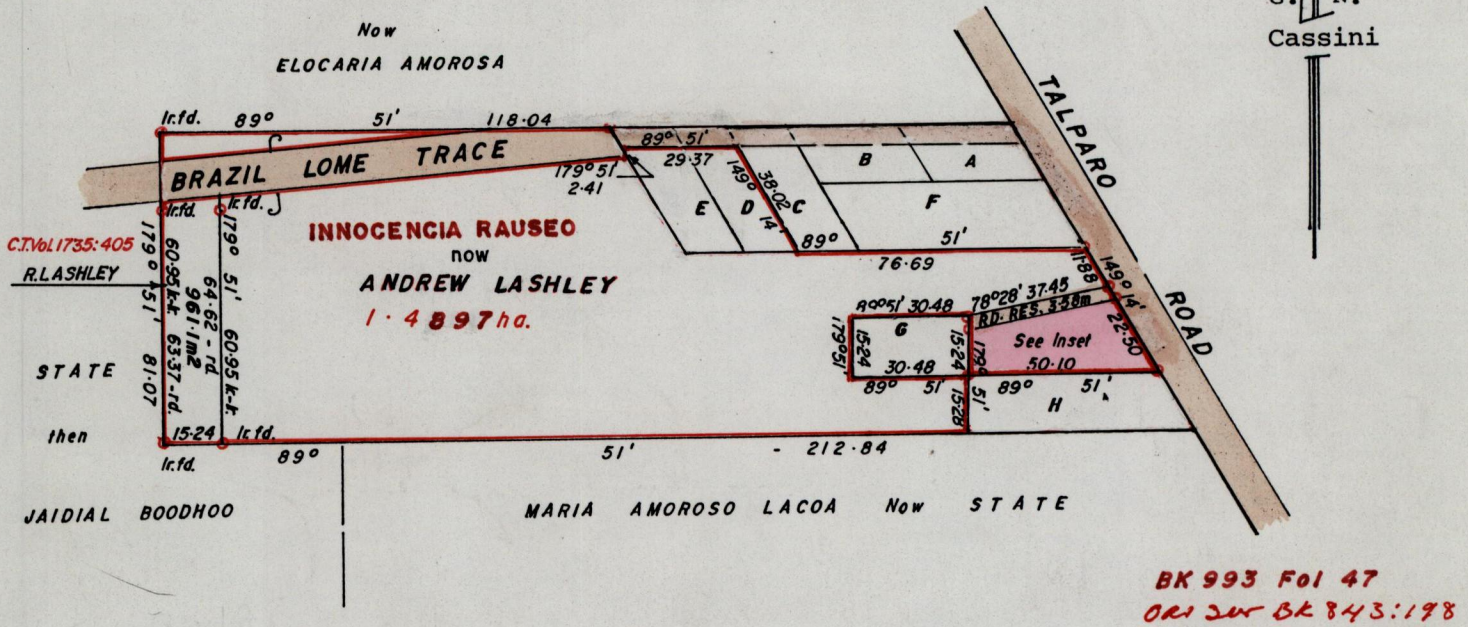 G. N.
Cassini
Now
ELOCARIA AMOROSA
TALPARO
ROAD
Ir.fd. 89° 51' 118·04
BRAZIL LOME TRACE
89° 51'
29·37
179° 51'
2·41
149° 14'
38·02
E D C
B A
F
89° 51'
76·69
Ir.fd. Ir.fd.
C.T.Vol.1735:405
R.LASHLEY
INNOCENCIA RAUSEO
now
ANDREW LASHLEY
1·4897ha.
179° 51' 81·07
60·95 k-k 63·37-rd.
961·1m2
64·62 - rd
179° 51' 60·95 k-k
11·88
149° 14'
22·50
89°51' 30·48
78°28' 37·45
RD. RES. 3·58m
G
179°51'
15·24
30·48
15·24
179° 51'
See Inset
50·10
89° 51'
89° 51'
H
15·28
STATE
then
JAIDIAL BOODHOO
15·24 Ir.fd.
Ir.fd.
89° 51' - 212·84
MARIA AMOROSO LACOA Now STATE
BK 993 Fol 47
BK 843:198